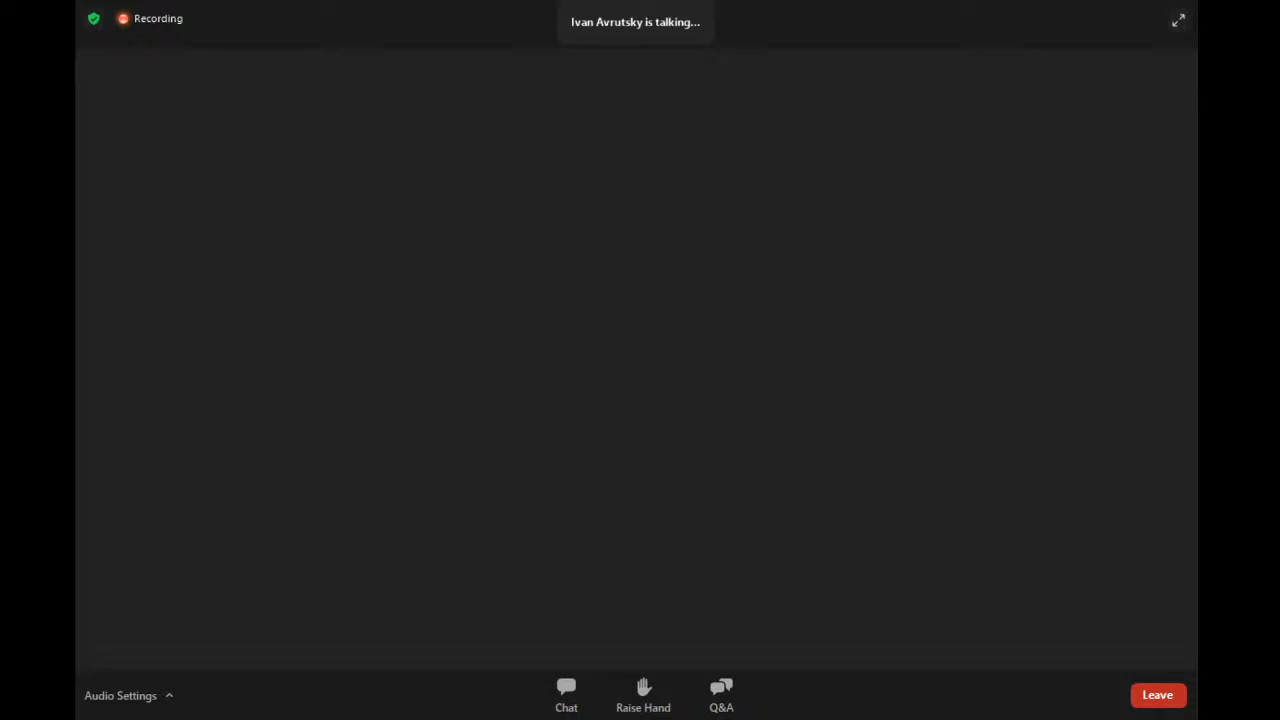 Recording
Ivan Avrutsky is talking...
Audio Settings
Chat
Raise Hand
Q&A
Leave